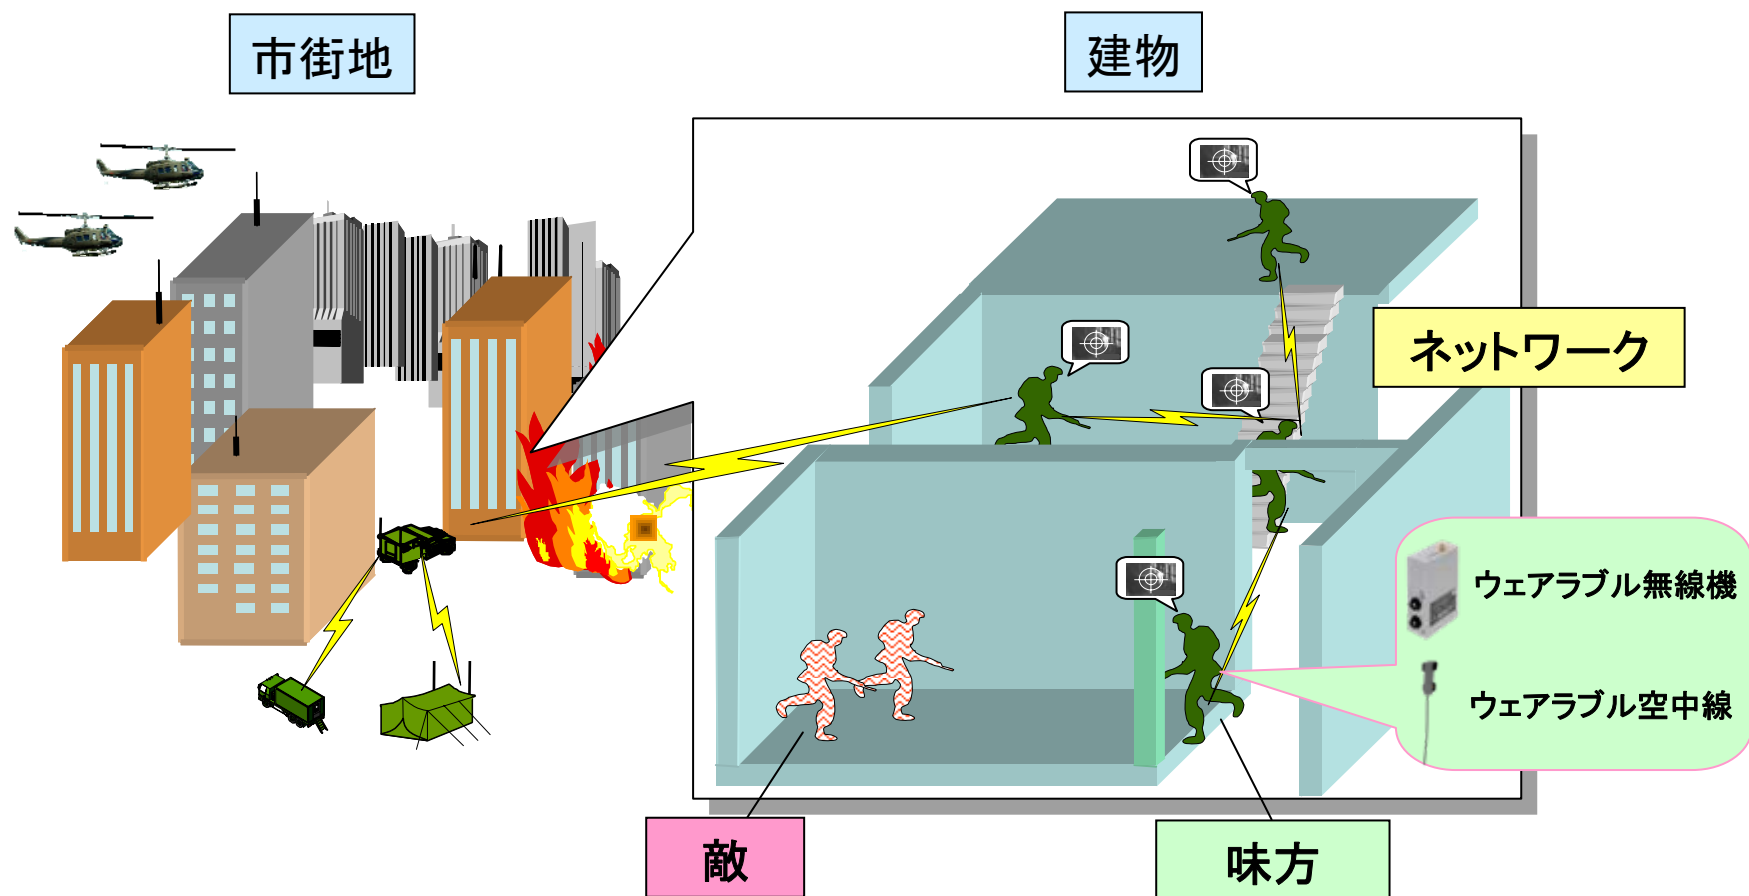 市街地
建物
ネットワーク
ウェアラブル無線機
ウェアラブル空中線
敵
味方